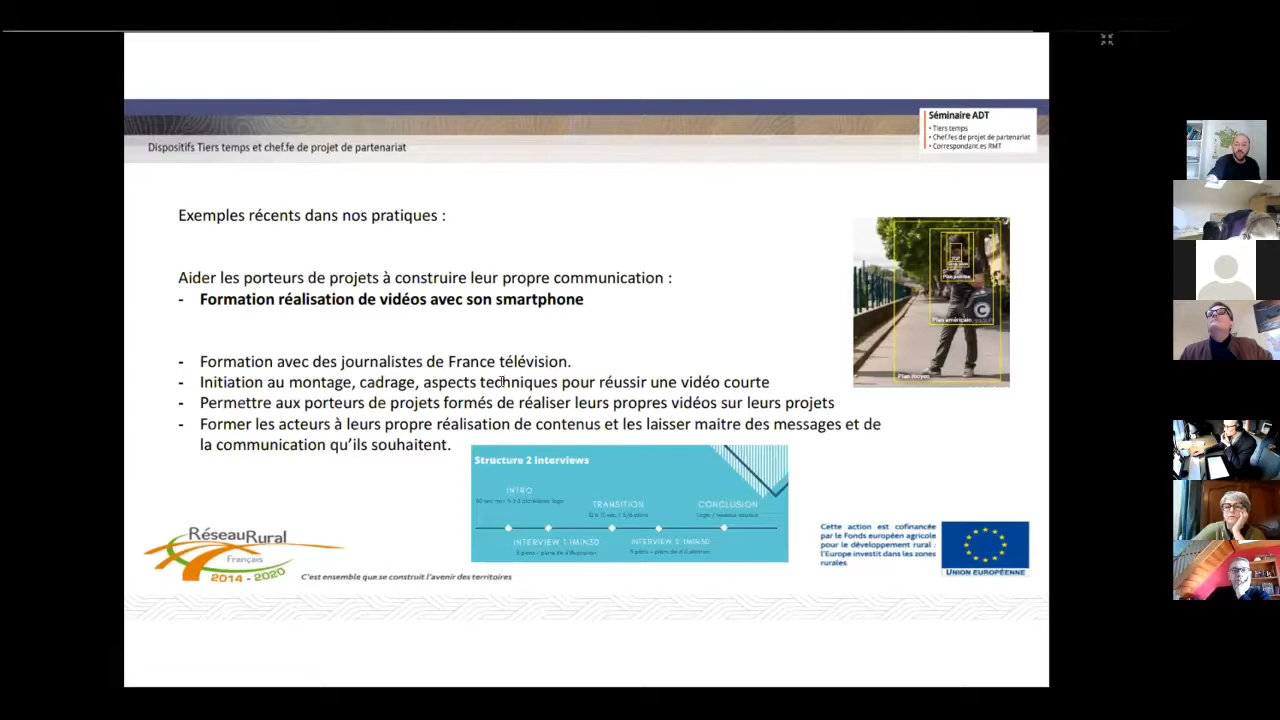 Séminaire ADT
• Tiers temps
• Chef.fes de projet de partenariat
• Correspondant.es RMT
Dispositifs Tiers temps et chef.fe de projet de partenariat
Exemples récents dans nos pratiques :
Aider les porteurs de projets à construire leur propre communication :
- Formation réalisation de vidéos avec son smartphone
- Formation avec des journalistes de France télévision.
- Initiation au montage, cadrage, aspects techniques pour réussir une vidéo courte
- Permettre aux porteurs de projets formés de réaliser leurs propres vidéos sur leurs projets
- Former les acteurs à leurs propre réalisation de contenus et les laisser maitre des messages et de
la communication qu'ils souhaitent.
Plan américain
Plan moyen
Structure 2 interviews
INTRO
TRANSITION
CONCLUSION
INTERVIEW 1 1MIN30
RéseauRural
Français
2014 - 2020
C'est ensemble que se construit l'avenir des territoires
Cette action est cofinancée
par le Fonds européen agricole
pour le développement rural :
l'Europe investit dans les zones
rurales
UNION EUROPÉENNE